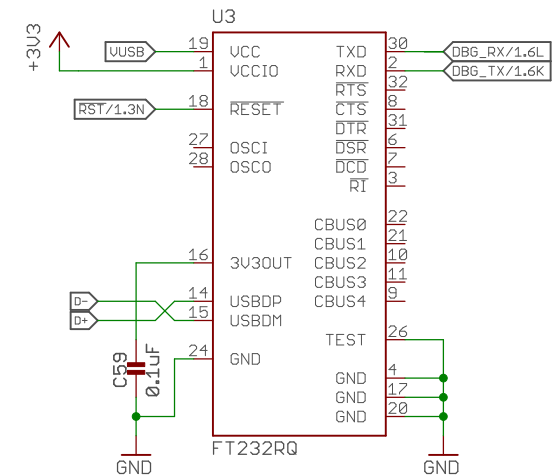 U3
+3V3
VUSB
19 VCC TXD 30 DBG_RX/1.6L
1 VCCIO RXD 2 DBG_TX/1.6K
RTS 32
RST/1.3N 18 RESET CTS 8
DTR 31
27 OSCI DSR 6
28 OSCO DCD 7
RI 3
CBUS0 22
CBUS1 21
16 3V3OUT CBUS2 10
CBUS3 11
D- 14 USBDP CBUS4 9
D+ 15 USBDM
TEST 26
24 GND
GND 4
C59
0.1uF
GND 17
GND 20
FT232RQ
GND
GND